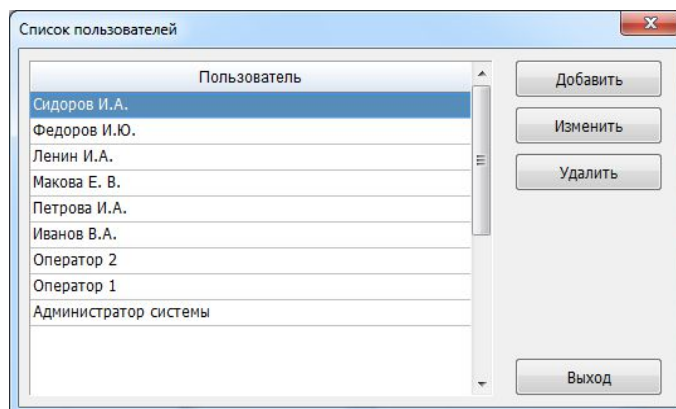 Список пользователей
Пользователь
Сидоров И.А.
Федоров И.Ю.
Ленин И.А.
Макова Е. В.
Петрова И.А.
Иванов В.А.
Оператор 2
Оператор 1
Администратор системы
Добавить
Изменить
Удалить
Выход